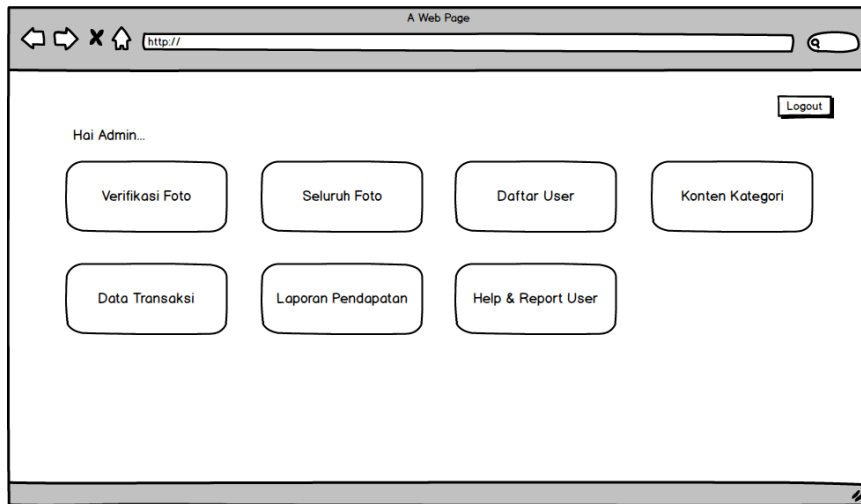 A Web Page
http://
Logout
Hai Admin...
Verifikasi Foto
Seluruh Foto
Daftar User
Konten Kategori
Data Transaksi
Laporan Pendapatan
Help & Report User